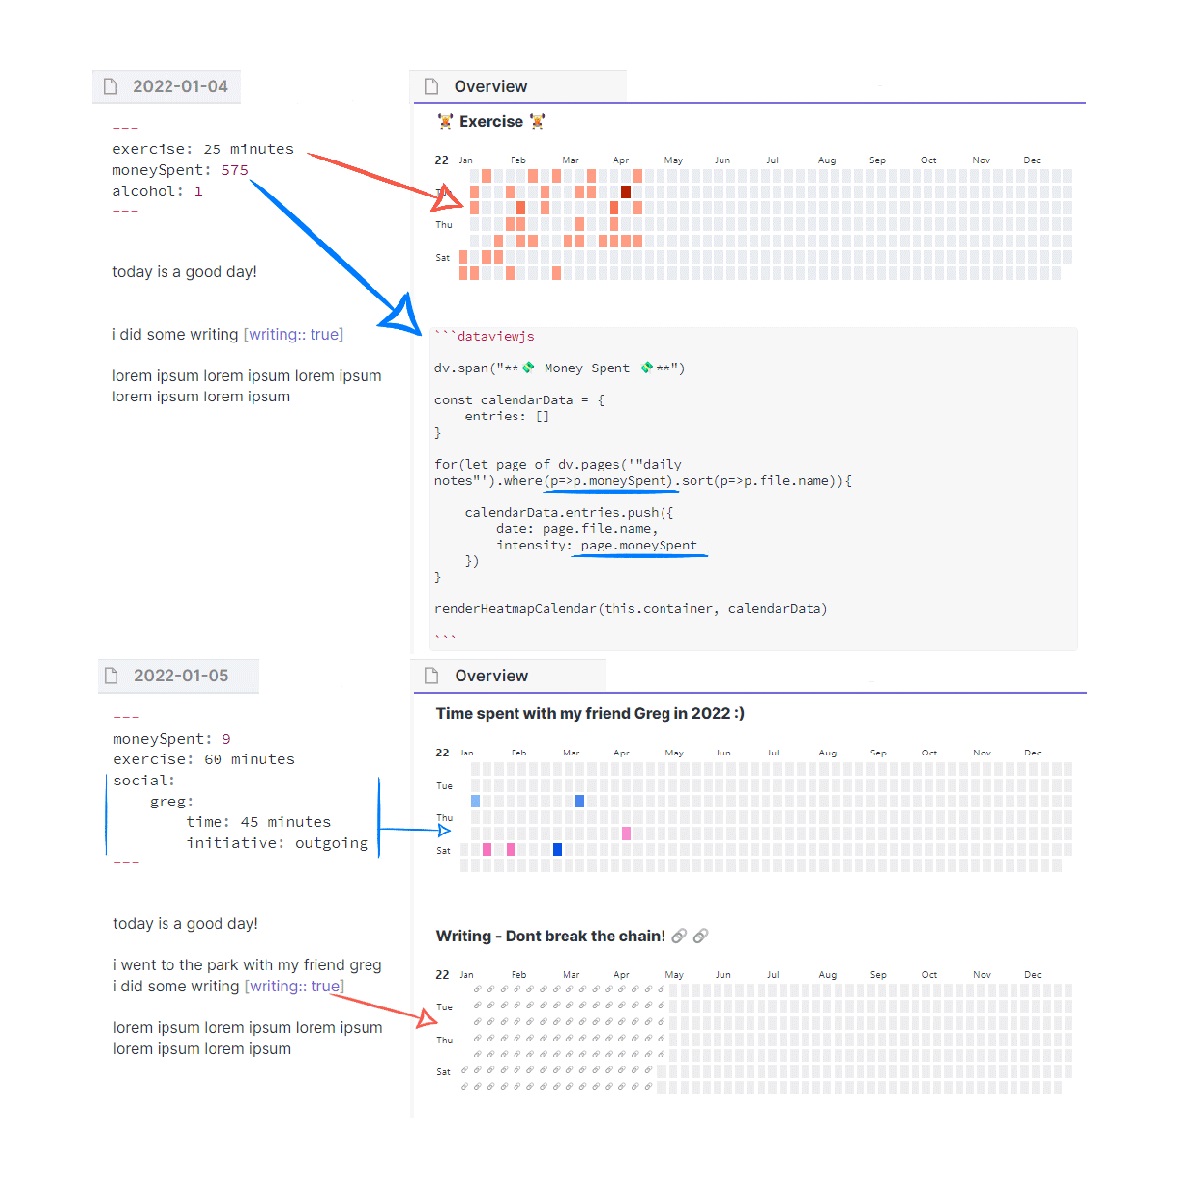 2022-01-04
---
exercise: 25 minutes
moneySpent: 575
alcohol: 1
---
today is a good day!
i did some writing [writing:: true]
lorem ipsum lorem ipsum lorem ipsum
lorem ipsum lorem ipsum
Overview
🏋 Exercise 🏋
22 Jan Feb Mar Apr May Jun Jul Aug Sep Oct Nov Dec
Tue
Thu
Sat
```dataviewjs
dv.span("**💸 Money Spent 💸**")
const calendarData = {
entries: []
}
for(let page of dv.pages('"daily
notes"').where(p=>p.moneySpent).sort(p=>p.file.name)){
calendarData.entries.push({
date: page.file.name,
intensity: page.moneySpent
})
}
renderHeatmapCalendar(this.container, calendarData)
```
2022-01-05
---
moneySpent: 9
exercise: 60 minutes
social:
greg:
time: 45 minutes
initiative: outgoing
---
today is a good day!
i went to the park with my friend greg
i did some writing [writing:: true]
lorem ipsum lorem ipsum lorem ipsum
lorem ipsum lorem ipsum
Overview
Time spent with my friend Greg in 2022 :)
22 Jan Feb Mar Apr May Jun Jul Aug Sep Oct Nov Dec
Tue
Thu
Sat
Writing - Dont break the chain! 🔗 🔗
22 Jan Feb Mar Apr May Jun Jul Aug Sep Oct Nov Dec
Tue
Thu
Sat